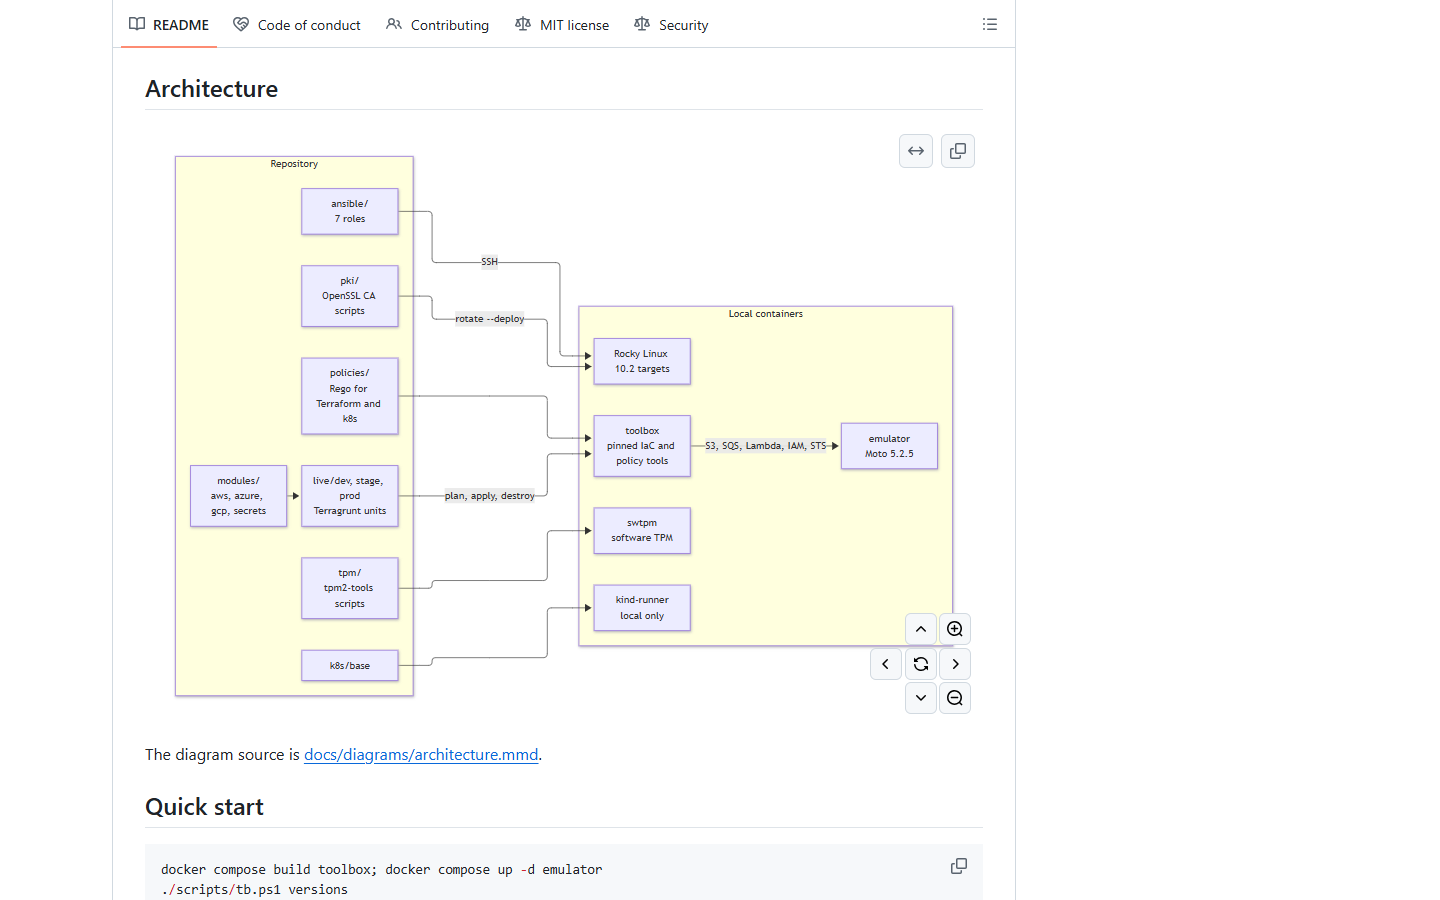 README
Code of conduct
Contributing
MIT license
Security
Architecture
Repository
ansible/
7 roles
pki/
OpenSSL CA
scripts
policies/
Rego for
Terraform and
k8s
modules/
aws, azure,
gcp, secrets
live/dev, stage,
prod
Terragrunt units
tpm/
tpm2-tools
scripts
k8s/base
SSH
rotate --deploy
plan, apply, destroy
Local containers
Rocky Linux
10.2 targets
toolbox
pinned IaC and
policy tools
S3, SQS, Lambda, IAM, STS
emulator
Moto 5.2.5
swtpm
software TPM
kind-runner
local only
The diagram source is docs/diagrams/architecture.mmd.
Quick start
docker compose build toolbox; docker compose up -d emulator
./scripts/tb.ps1 versions